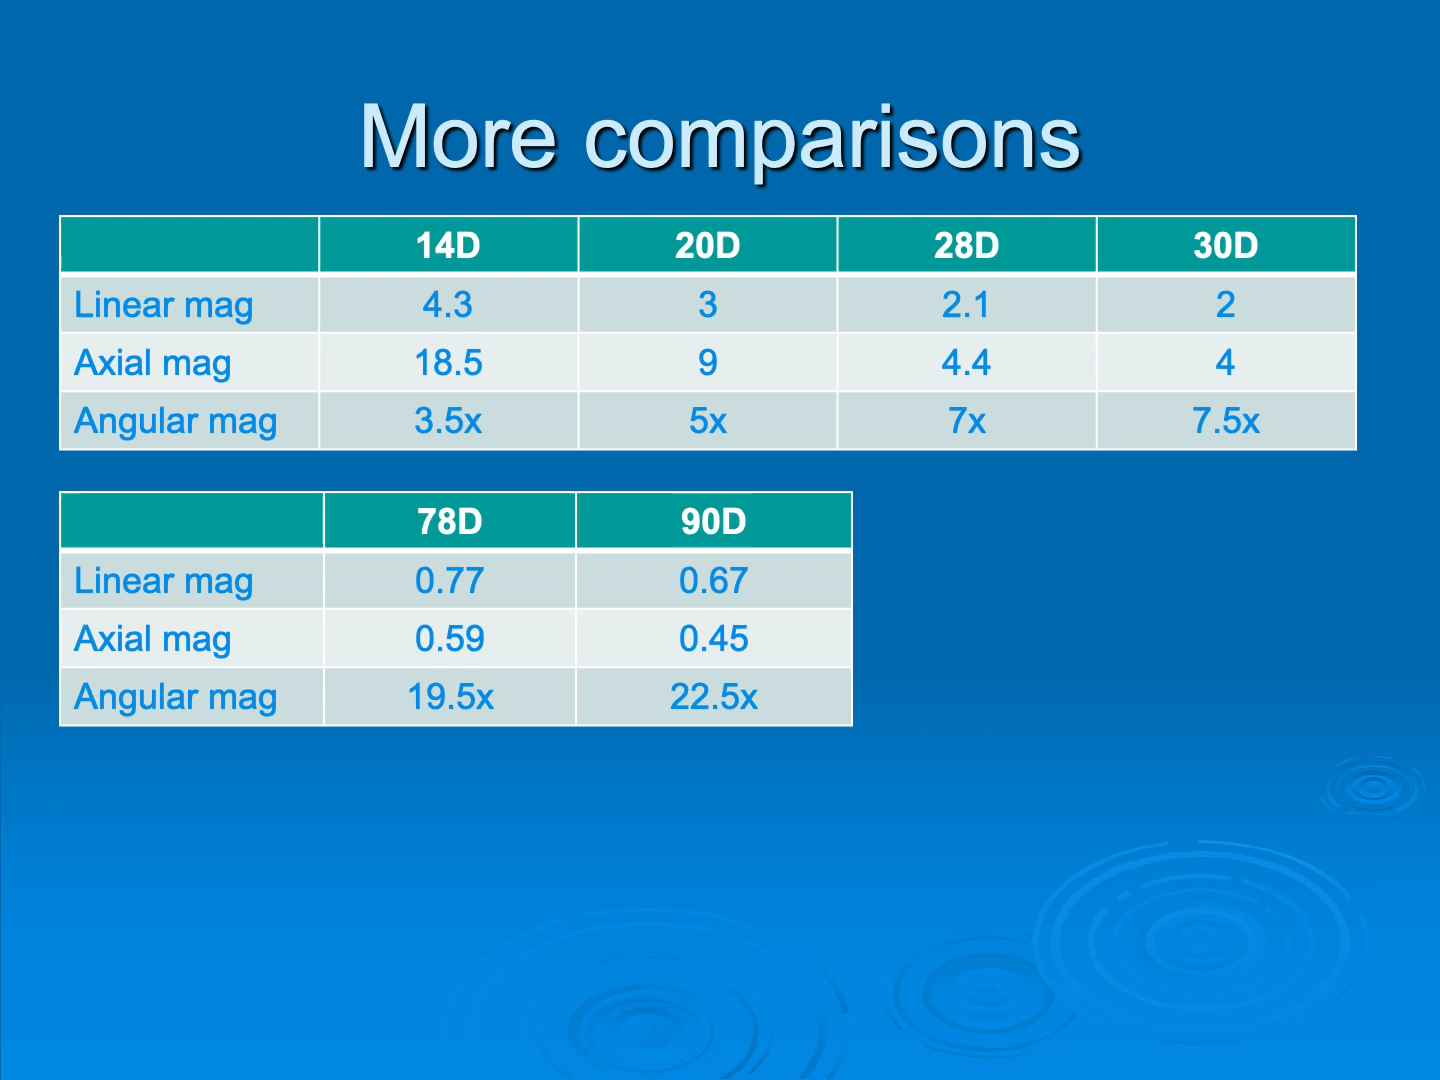 More comparisons
14D 20D 28D 30D
Linear mag 4.3 3 2.1 2
Axial mag 18.5 9 4.4 4
Angular mag 3.5x 5x 7x 7.5x
78D 90D
Linear mag 0.77 0.67
Axial mag 0.59 0.45
Angular mag 19.5x 22.5x